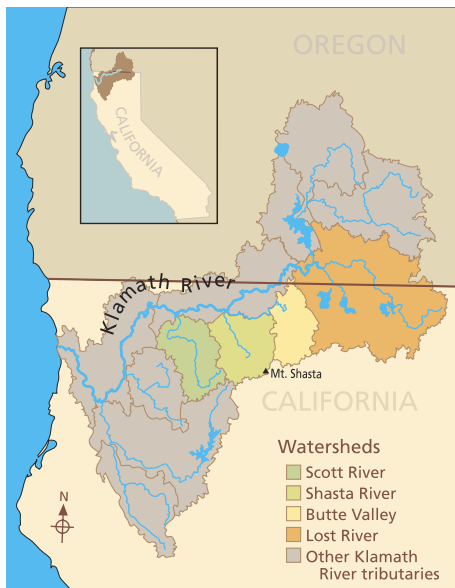 OREGON
CALIFORNIA
Klamath River
Mt. Shasta
CALIFORNIA
Watersheds
Scott River
Shasta River
Butte Valley
Lost River
Other Klamath
River tributaries
N